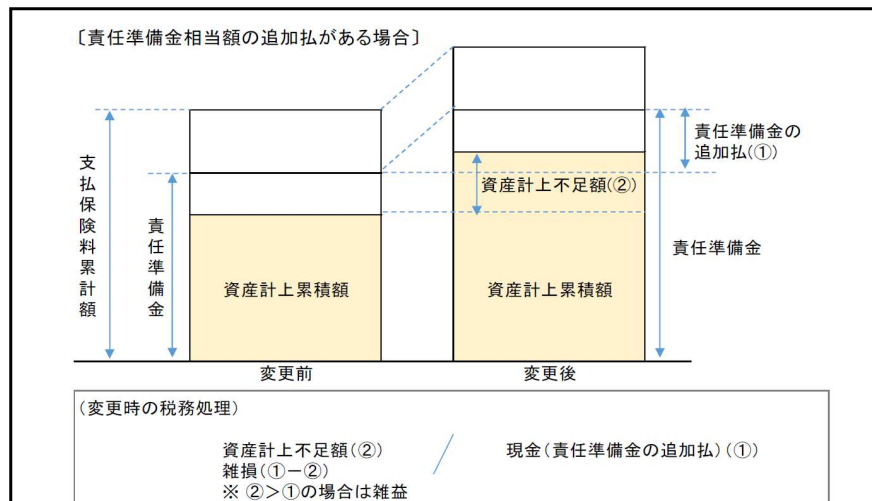 〔責任準備金相当額の追加払がある場合〕
支払保険料累計額
責任準備金
資産計上累積額
資産計上不足額(②)
資産計上累積額
責任準備金の
追加払(①)
責任準備金
変更前
変更後
(変更時の税務処理)
資産計上不足額(②) / 現金(責任準備金の追加払)(①)
雑損(①-②)
※ ②>①の場合は雑益